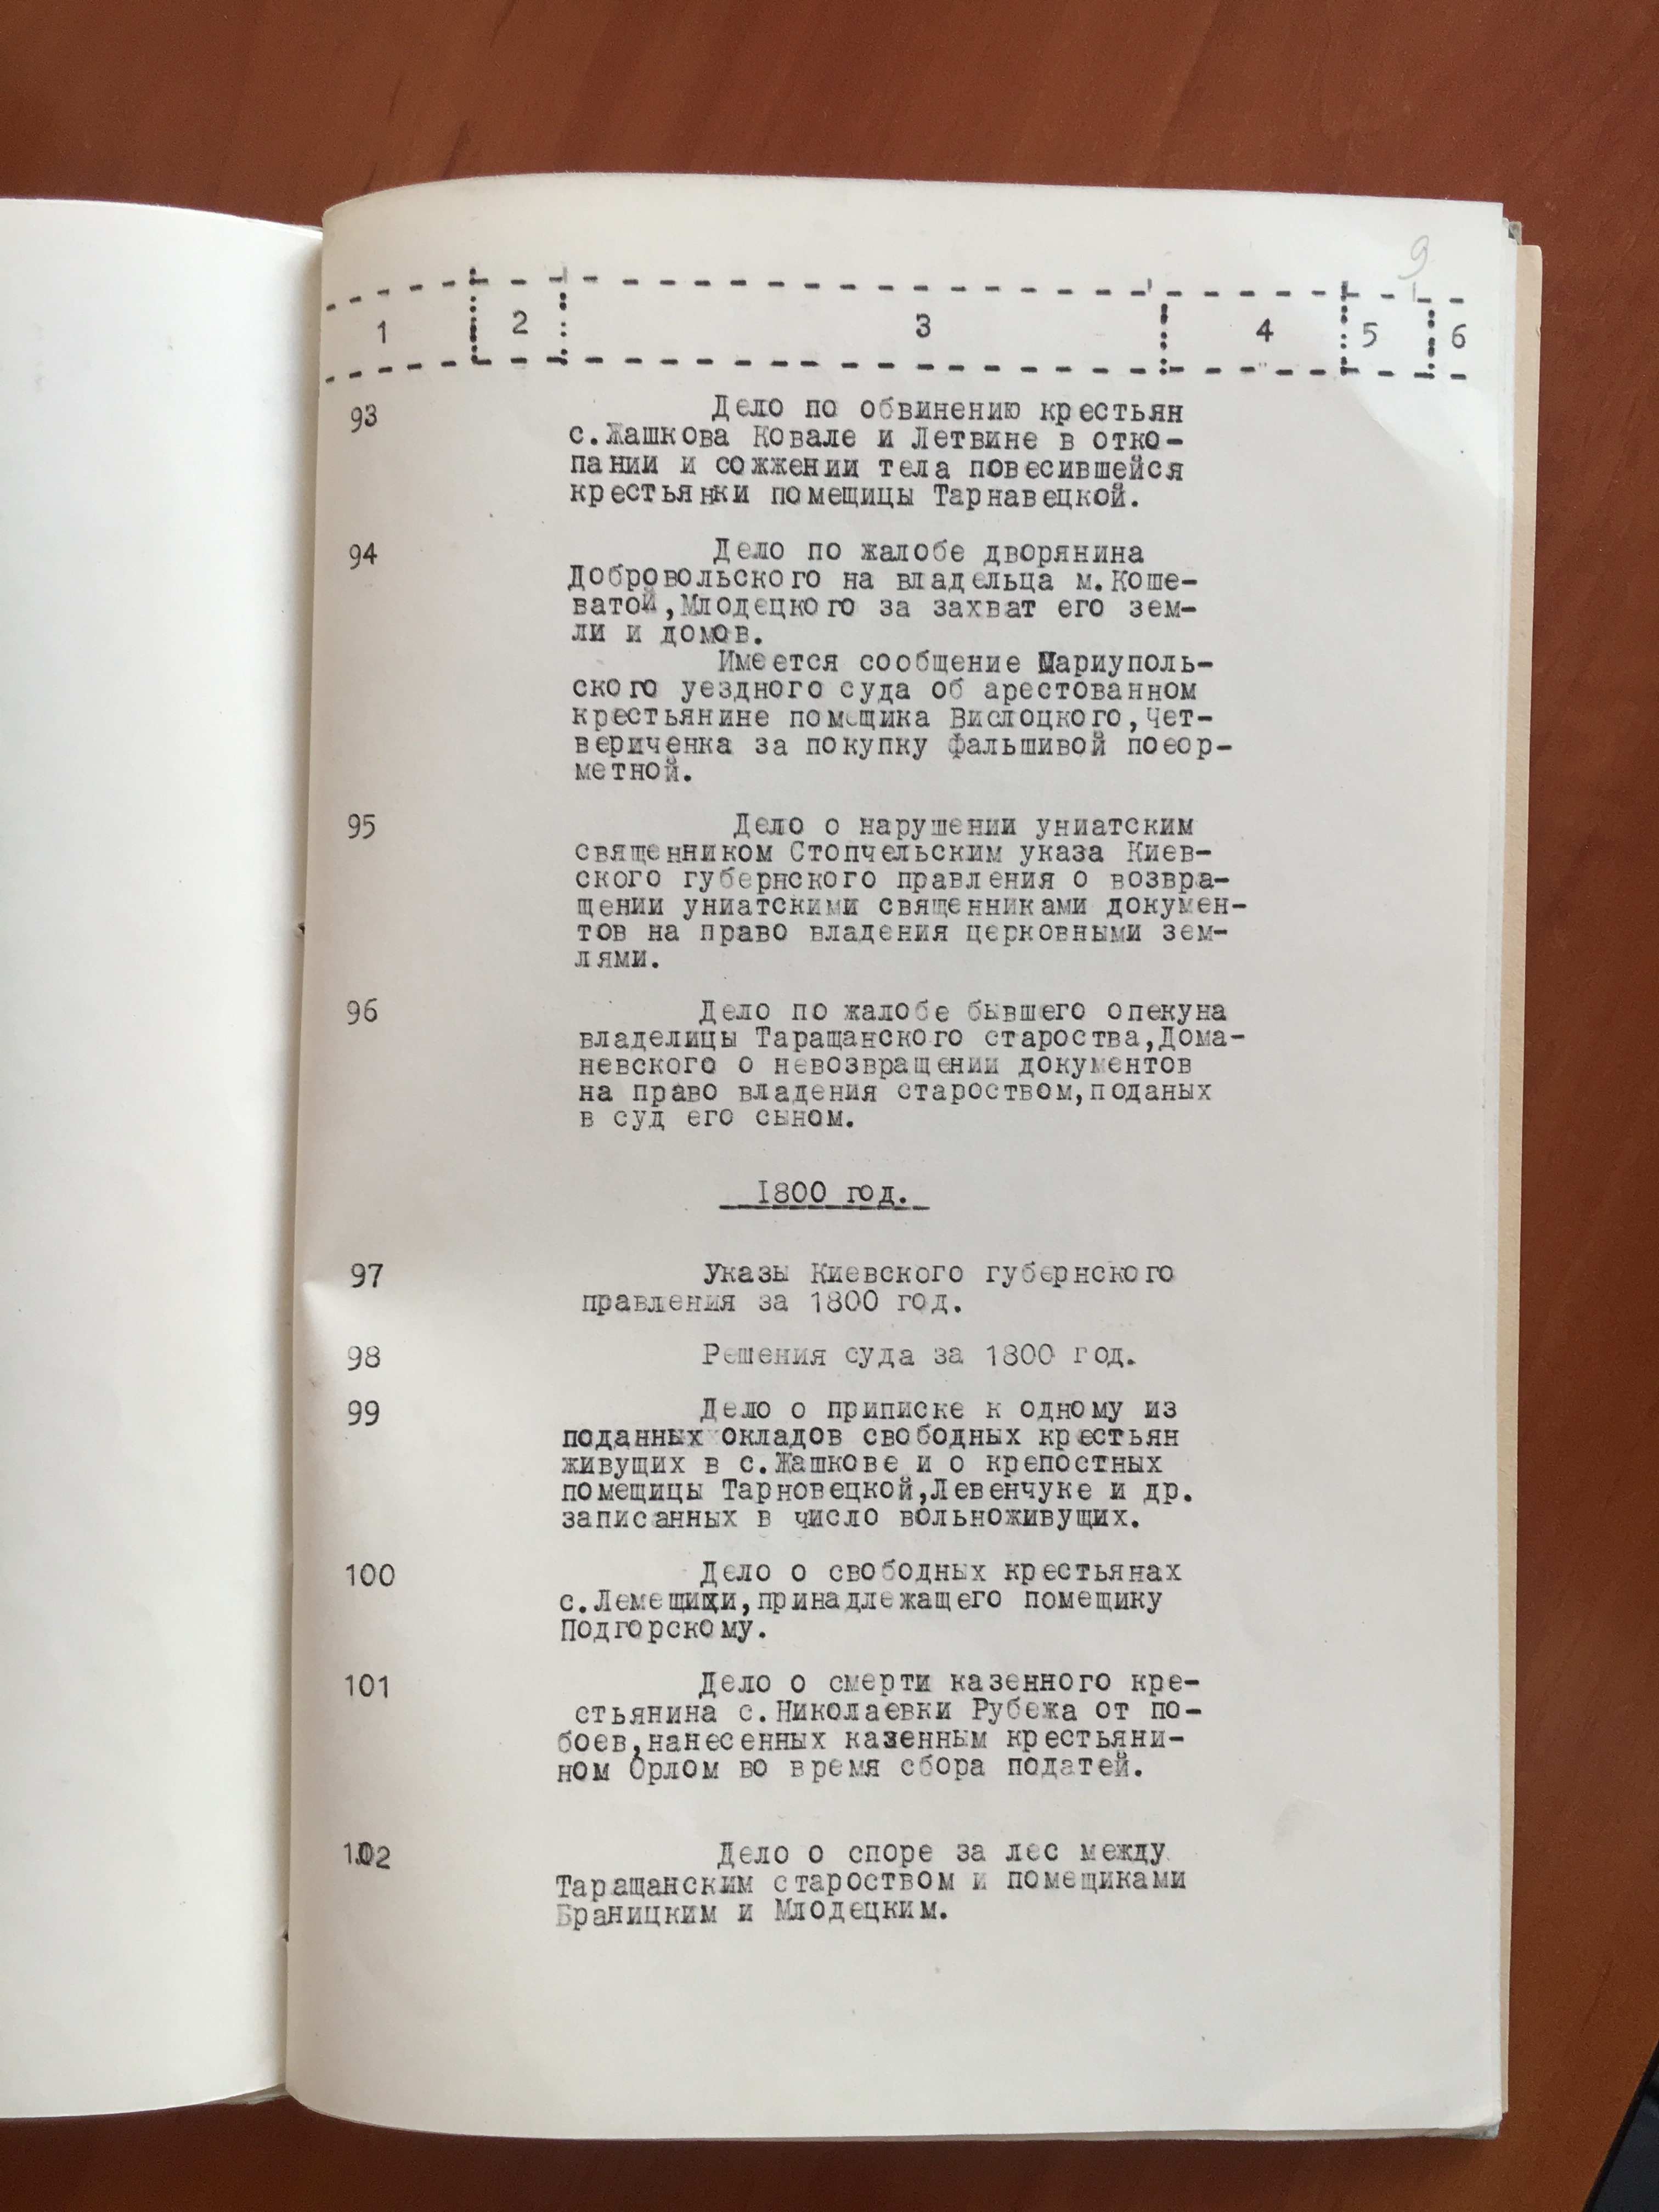 9
1 2 3 4 5 6
93 Дело по обвинению крестьян
с.Жашкова Ковале и Летвине в отко-
пании и сожжении тела повесившейся
крестьянки помещицы Тарнавецкой.
94 Дело по жалобе дворянина
Добровольского на владельца м.Коше-
ватой,Млодецкого за захват его зем-
ли и домов.
Имеется сообщение Мариуполь-
ского уездного суда об арестованном
крестьянине помещика Вислоцкого,Чет-
вериченка за покупку фальшивой поеор-
метной.
95 Дело о нарушении униатским
священником Стопчельским указа Киев-
ского губернского правления о возвра-
щении униатскими священниками докумен-
тов на право владения церковными зем-
лями.
96 Дело по жалобе бывшего опекуна
владелицы Таращанского староства,Дома-
невского о невозвращении документов
на право владения староством,поданых
в суд его сыном.
1800 год.
97 Указы Киевского губернского
правления за 1800 год.
98 Решения суда за 1800 год.
99 Дело о приписке к одному из
поданных окладов свободных крестьян
живущих в с.Жашкове и о крепостных
помещицы Тарновецкой,Левенчуке и др.
записанных в число вольноживущих.
100 Дело о свободных крестьянах
с.Лемещихи,принадлежащего помещику
Подгорскому.
101 Дело о смерти казенного кре-
стьянина с.Николаевки Рубежа от по-
боев,нанесенных казенным крестьяни-
ном Орлом во время сбора податей.
102 Дело о споре за лес между
Таращанским староством и помещиками
Браницким и Млодецким.